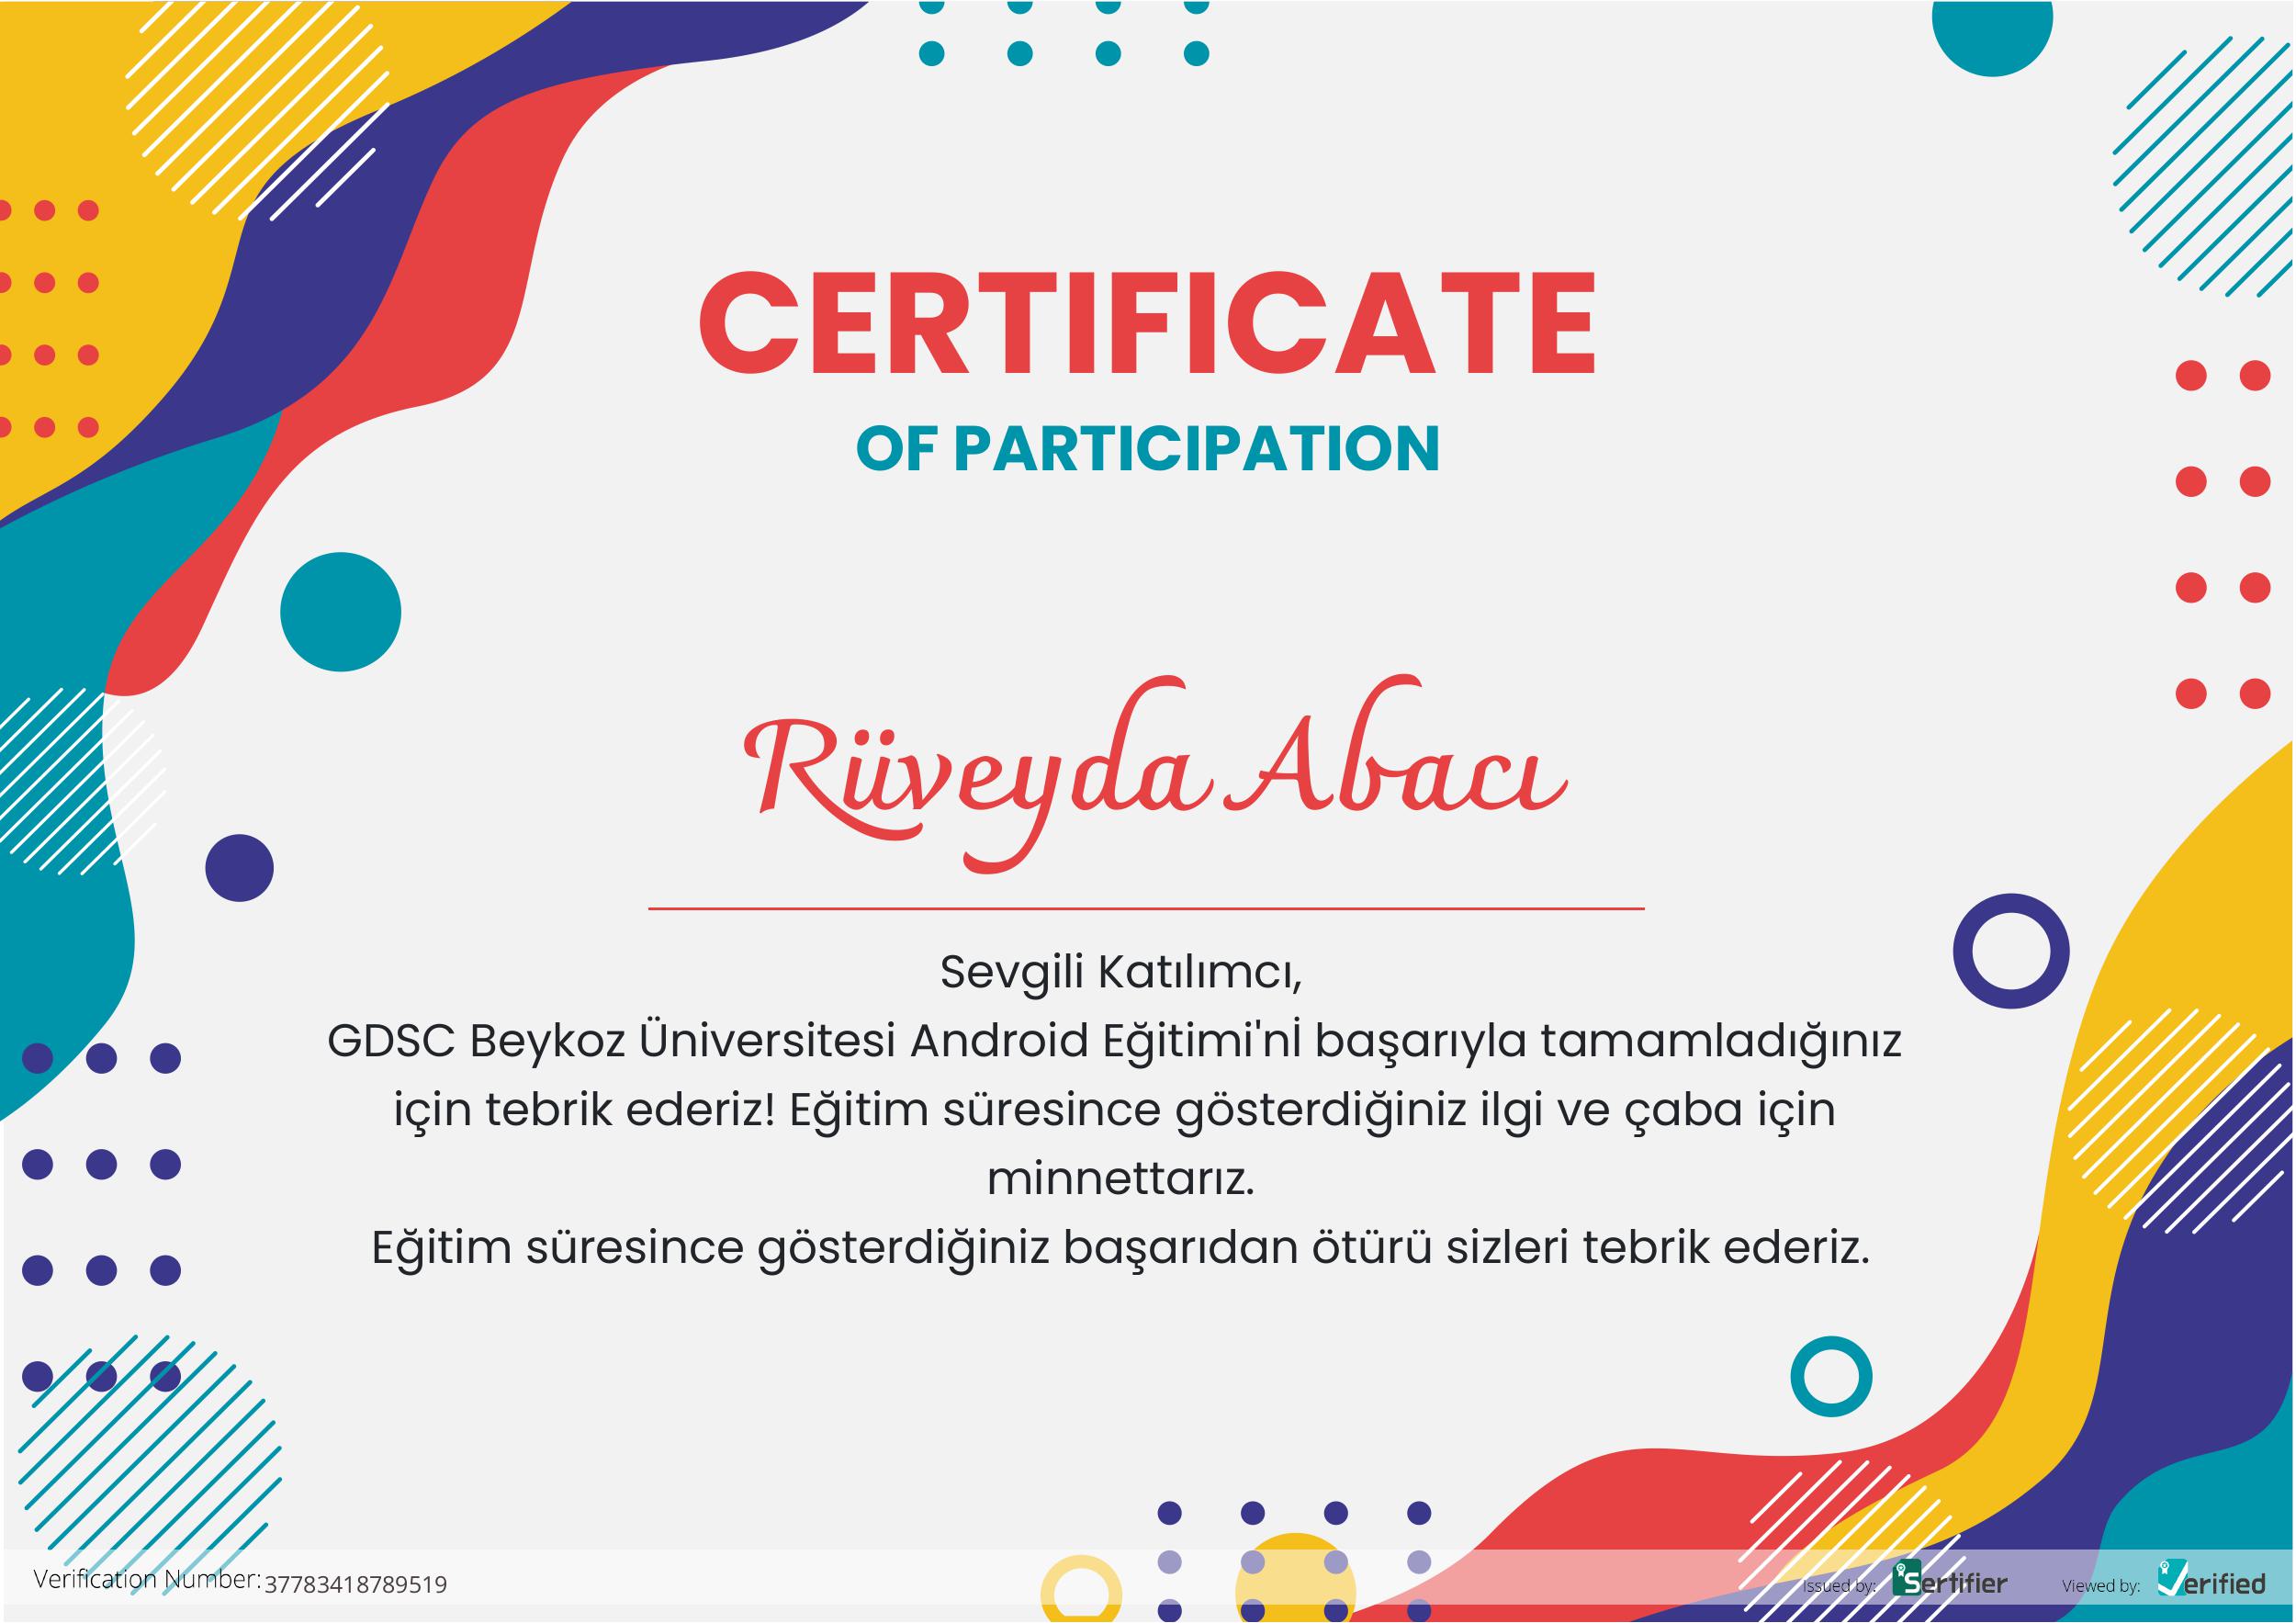 CERTIFICATE
OF PARTICIPATION
Rüveyda Abacı
Sevgili Katılımcı,
GDSC Beykoz Üniversitesi Android Eğitimi'nİ başarıyla tamamladığınız
için tebrik ederiz! Eğitim süresince gösterdiğiniz ilgi ve çaba için
minnettarız.
Eğitim süresince gösterdiğiniz başarıdan ötürü sizleri tebrik ederiz.
Verification Number: 37783418789519
Issued by: Sertifier Viewed by: Verified